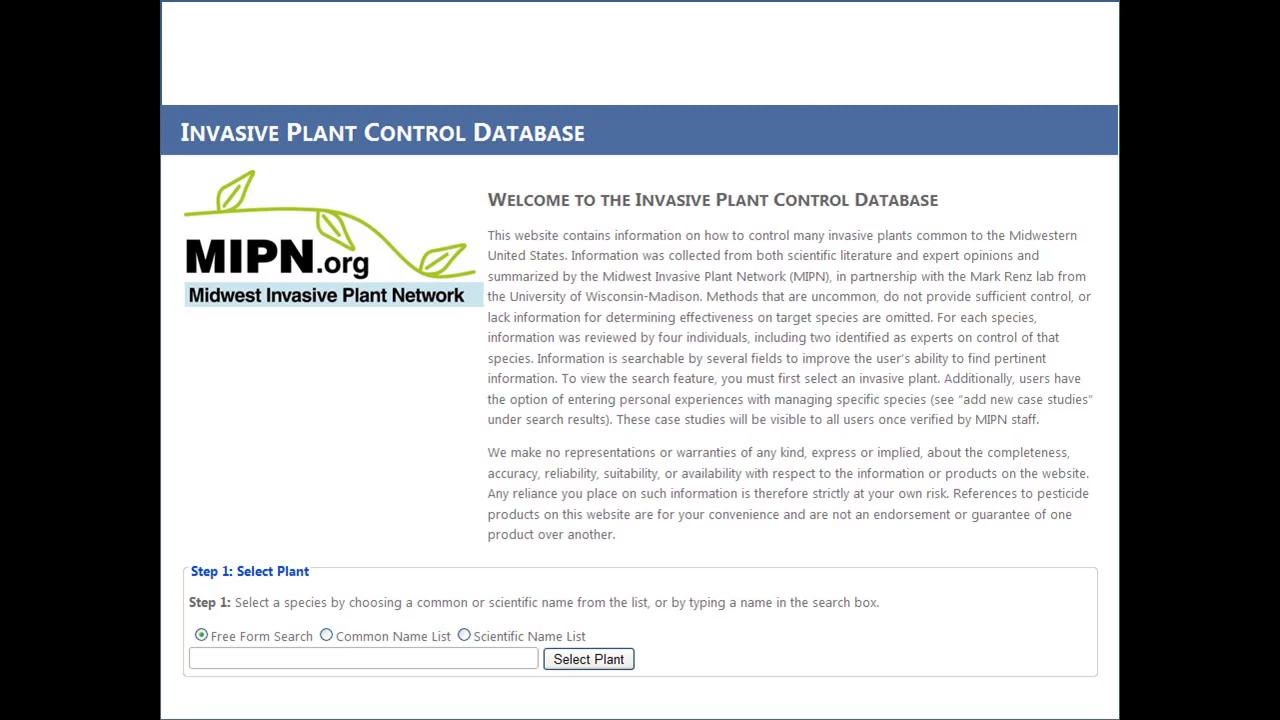 INVASIVE PLANT CONTROL DATABASE
MIPN.org
Midwest Invasive Plant Network
WELCOME TO THE INVASIVE PLANT CONTROL DATABASE
This website contains information on how to control many invasive plants common to the Midwestern
United States. Information was collected from both scientific literature and expert opinions and
summarized by the Midwest Invasive Plant Network (MIPN), in partnership with the Mark Renz lab from
the University of Wisconsin-Madison. Methods that are uncommon, do not provide sufficient control, or
lack information for determining effectiveness on target species are omitted. For each species,
information was reviewed by four individuals, including two identified as experts on control of that
species. Information is searchable by several fields to improve the user's ability to find pertinent
information. To view the search feature, you must first select an invasive plant. Additionally, users have
the option of entering personal experiences with managing specific species (see “add new case studies”
under search results). These case studies will be visible to all users once verified by MIPN staff.
We make no representations or warranties of any kind, express or implied, about the completeness,
accuracy, reliability, suitability, or availability with respect to the information or products on the website.
Any reliance you place on such information is therefore strictly at your own risk. References to pesticide
products on this website are for your convenience and are not an endorsement or guarantee of one
product over another.
Step 1: Select Plant
Step 1: Select a species by choosing a common or scientific name from the list, or by typing a name in the search box.
Free Form Search Common Name List Scientific Name List
Select Plant